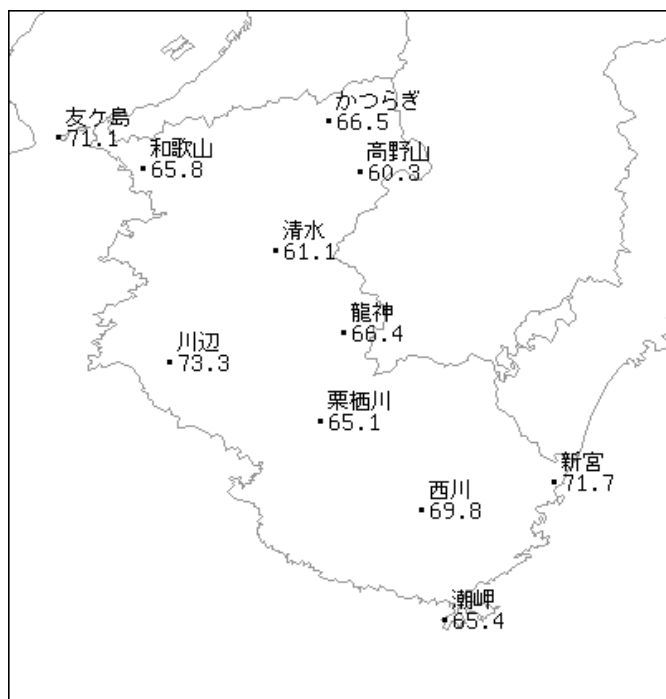 かつらぎ
66.5
友ケ島
71.1
和歌山
65.8
高野山
60.3
清水
61.1
龍神
66.4
川辺
73.3
栗栖川
65.1
新宮
71.7
西川
69.8
潮岬
65.4